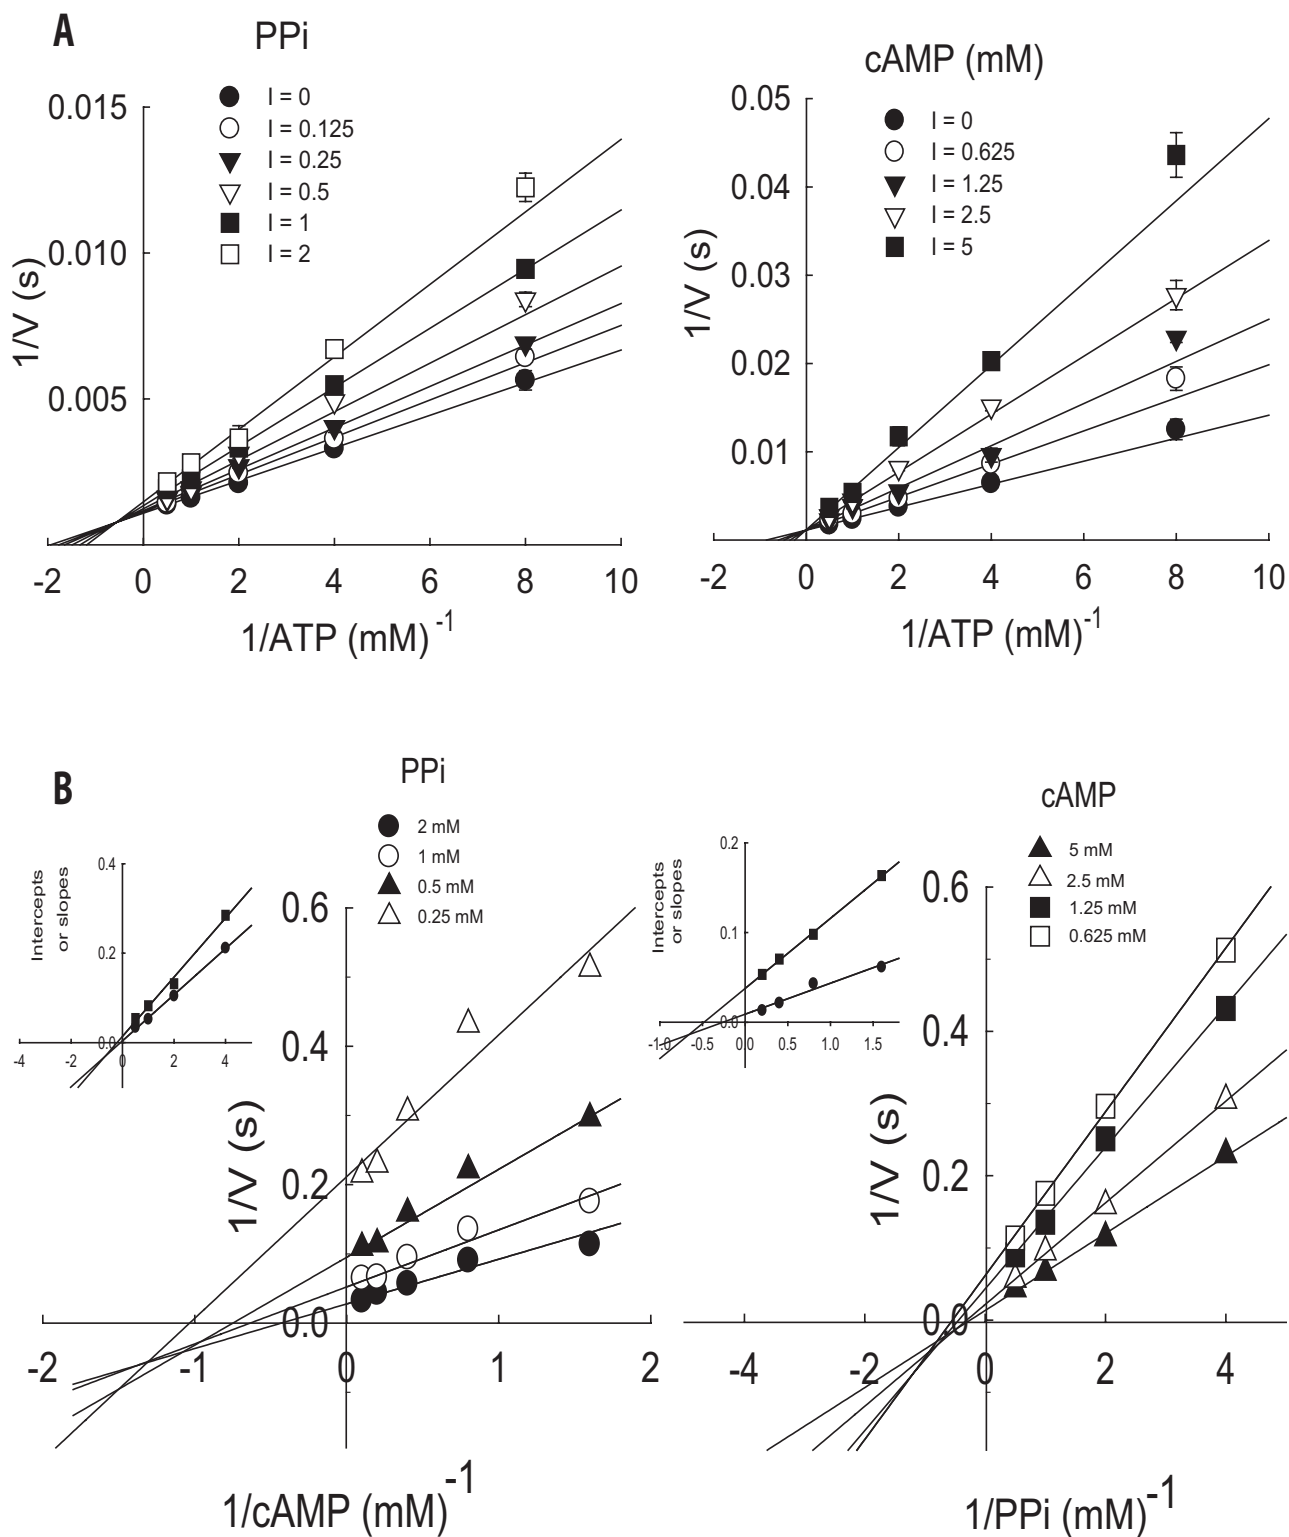 A
PPi
I = 0
I = 0.125
I = 0.25
I = 0.5
I = 1
I = 2
0.015
0.010
0.005
1/V (s)
-2 0 2 4 6 8 10
1/ATP (mM)-1
cAMP (mM)
I = 0
I = 0.625
I = 1.25
I = 2.5
I = 5
0.05
0.04
0.03
0.02
0.01
1/V (s)
-2 0 2 4 6 8 10
1/ATP (mM)-1
B
PPi
2 mM
1 mM
0.5 mM
0.25 mM
Intercepts
or slopes
0.4
0.2
0.0
-4 -2 0 2 4
0.6
0.4
0.2
0.0
1/V (s)
-2 -1 0 1 2
1/cAMP (mM)-1
cAMP
5 mM
2.5 mM
1.25 mM
0.625 mM
Intercepts
or slopes
0.2
0.1
0.0
-1.0 -0.5 0.0 0.5 1.0 1.5
0.6
0.4
0.2
0.0
1/V (s)
-4 -2 0 2 4
1/PPi (mM)-1